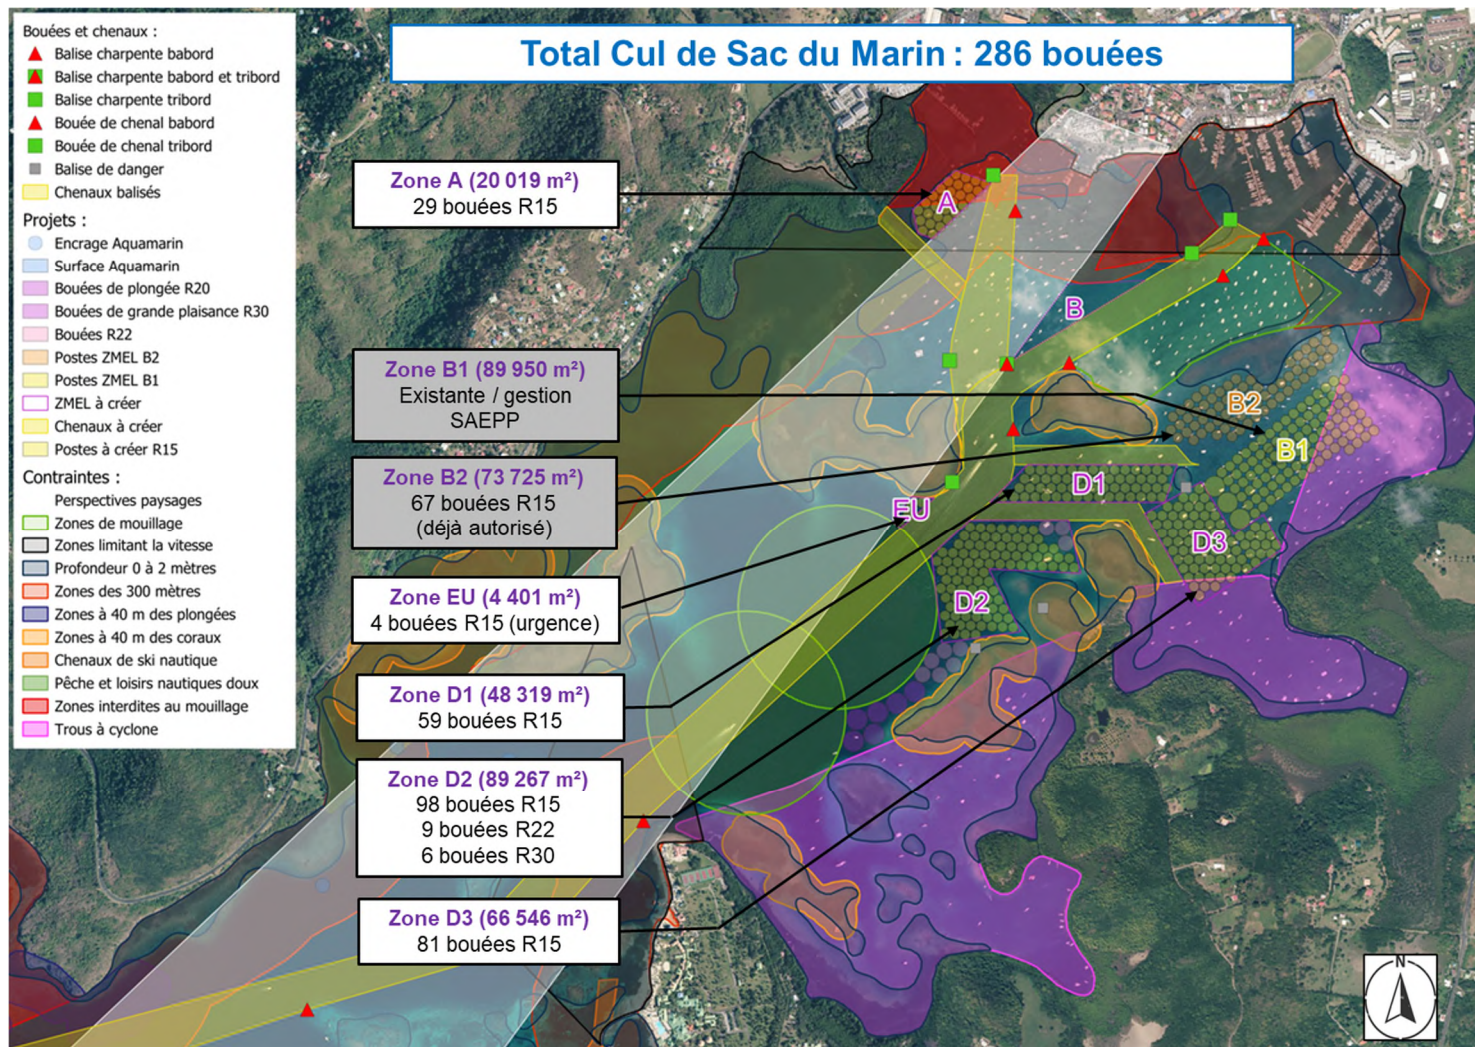 Total Cul de Sac du Marin : 286 bouées
Bouées et chenaux :
Balise charpente babord
Balise charpente babord et tribord
Balise charpente tribord
Bouée de chenal babord
Bouée de chenal tribord
Balise de danger
Chenaux balisés
Projets :
Encrage Aquamarin
Surface Aquamarin
Bouées de plongée R20
Bouées de grande plaisance R30
Bouées R22
Postes ZMEL B2
Postes ZMEL B1
ZMEL à créer
Chenaux à créer
Postes à créer R15
Contraintes :
Perspectives paysages
Zones de mouillage
Zones limitant la vitesse
Profondeur 0 à 2 mètres
Zones des 300 mètres
Zones à 40 m des plongées
Zones à 40 m des coraux
Chenaux de ski nautique
Pêche et loisirs nautiques doux
Zones interdites au mouillage
Trous à cyclone
Zone A (20 019 m²)
29 bouées R15
Zone B1 (89 950 m²)
Existante / gestion
SAEPP
Zone B2 (73 725 m²)
67 bouées R15
(déjà autorisé)
Zone EU (4 401 m²)
4 bouées R15 (urgence)
Zone D1 (48 319 m²)
59 bouées R15
Zone D2 (89 267 m²)
98 bouées R15
9 bouées R22
6 bouées R30
Zone D3 (66 546 m²)
81 bouées R15
A
B
B2
B1
D1
EU
D3
D2
N